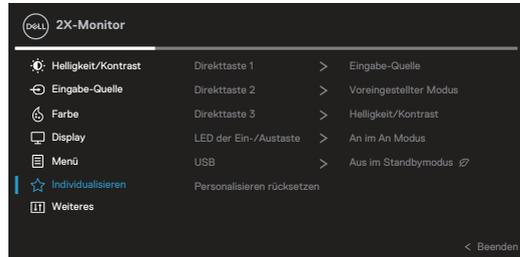 DELL 2X-Monitor
Helligkeit/Kontrast Direkttaste 1 > Eingabe-Quelle
Eingabe-Quelle Direkttaste 2 > Voreingestellter Modus
Farbe Direkttaste 3 > Helligkeit/Kontrast
Display LED der Ein-/Austaste > An im An Modus
Menü USB > Aus im Standbymodus
Individualisieren Personalisieren rücksetzen
Weiteres
< Beenden